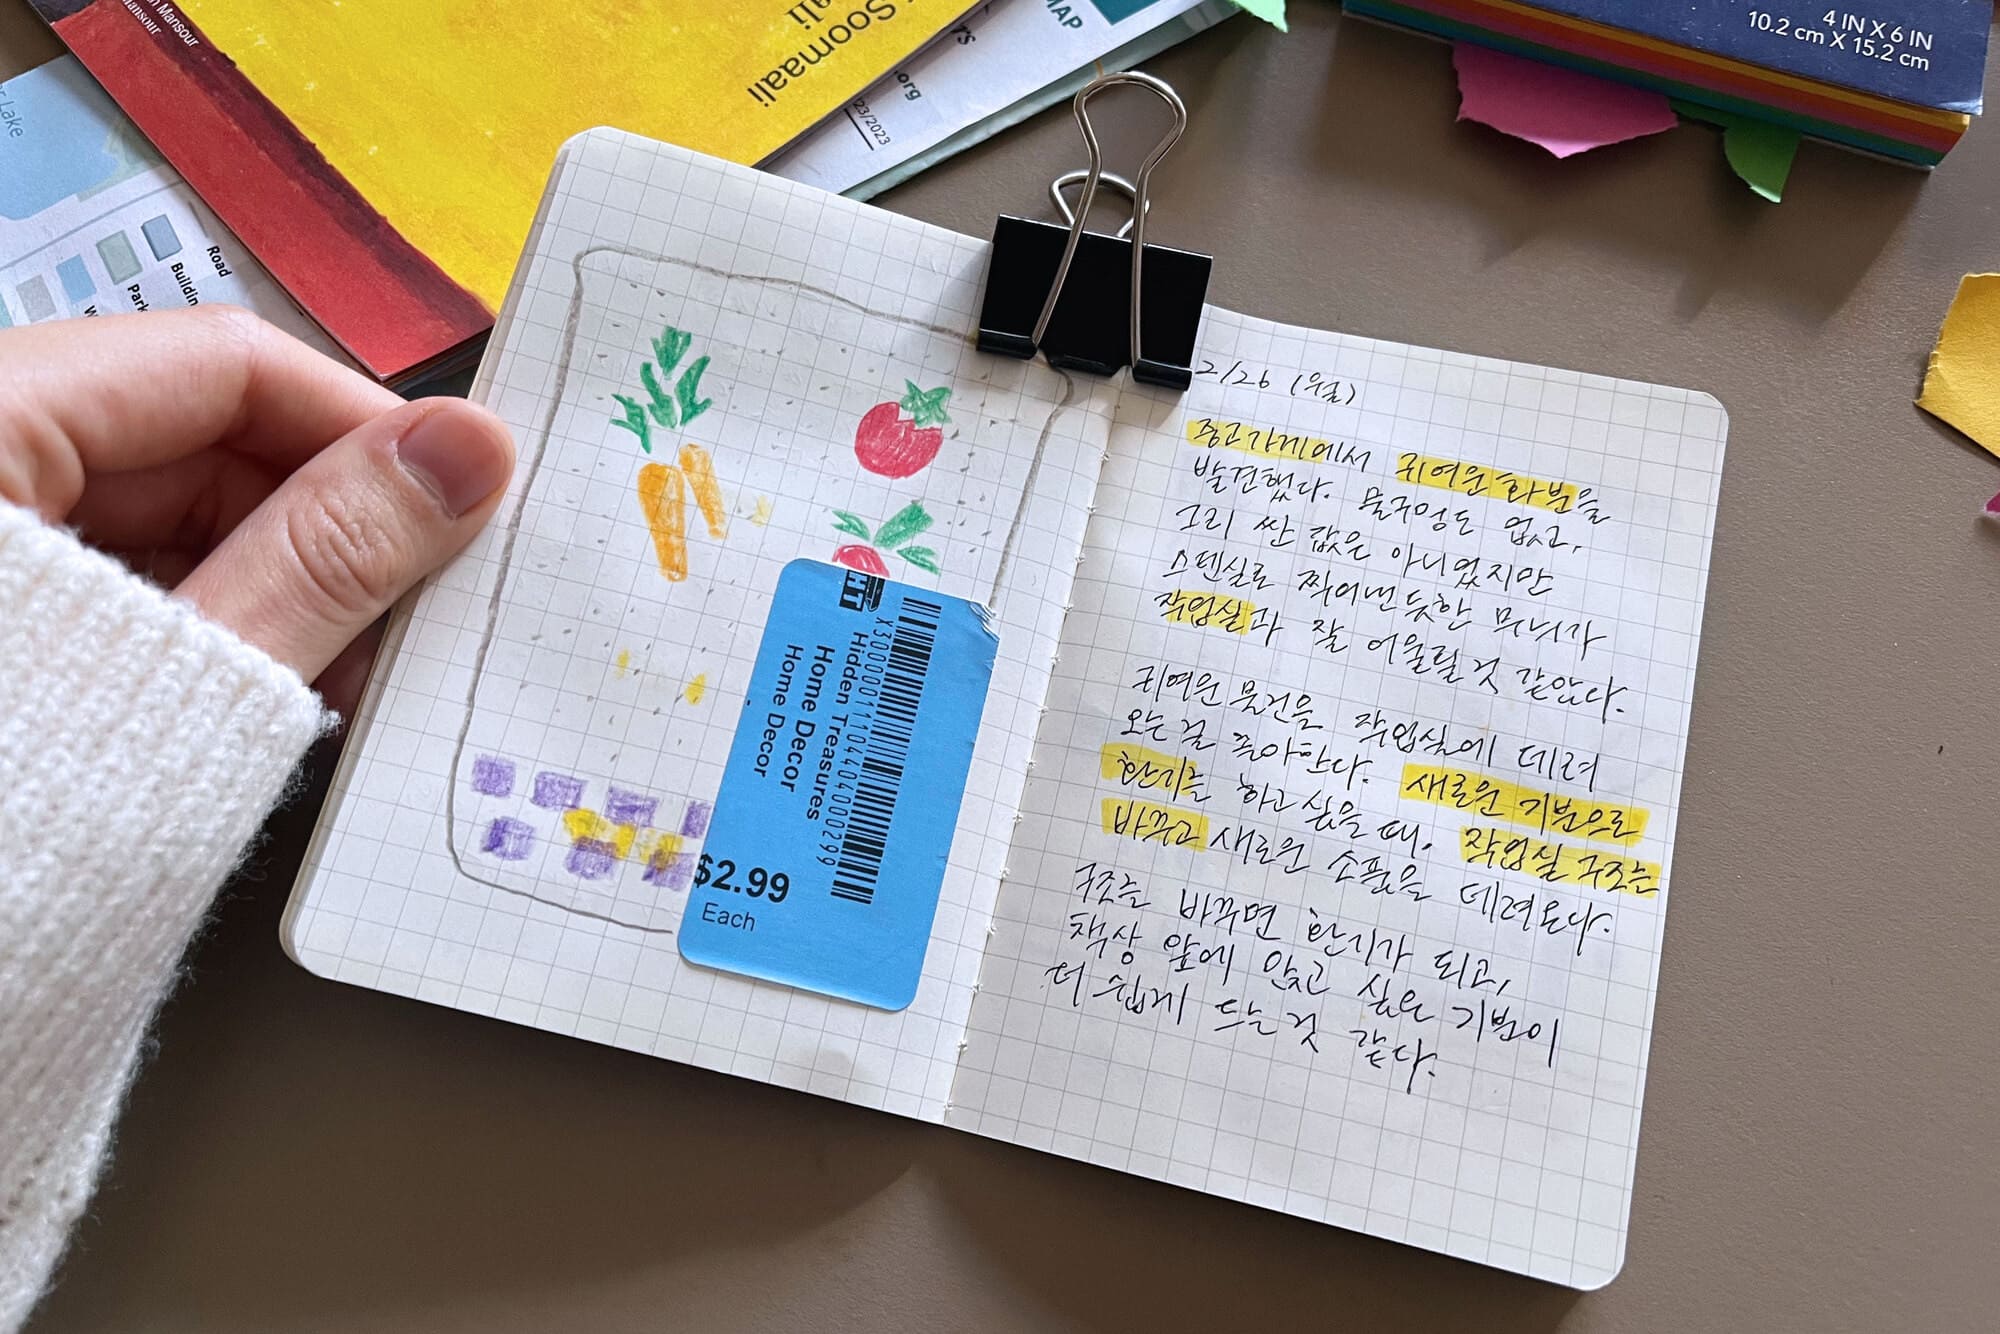 Soomaali
ali
n Mansour
mansour
MAP
rs
.org
23/2023
4 IN X 6 IN
10.2 cm X 15.2 cm
r Lake
Road
Buildin
Park
W
HT
X3000000110404040000299
Hidden Treasures
Home Decor
Home Decor
$2.99
Each
2/26 (월)
중고가게에서 귀여운 화분을
발견했다. 물구멍도 없고,
그리 싼 값은 아니었지만
스텐실로 찍어낸 듯한 무늬가
작업실과 잘 어울릴 것 같았다.
귀여운 물건을 작업실에 데려
오는 걸 좋아한다. 새로운 기분으로
환기를 하고 싶을 때. 작업실 구조를
바꾸고 새로운 소품을 데려온다.
구조를 바꾸면 환기가 되고,
책상 앞에 앉고 싶은 기분이
더 쉽게 드는 것 같다.